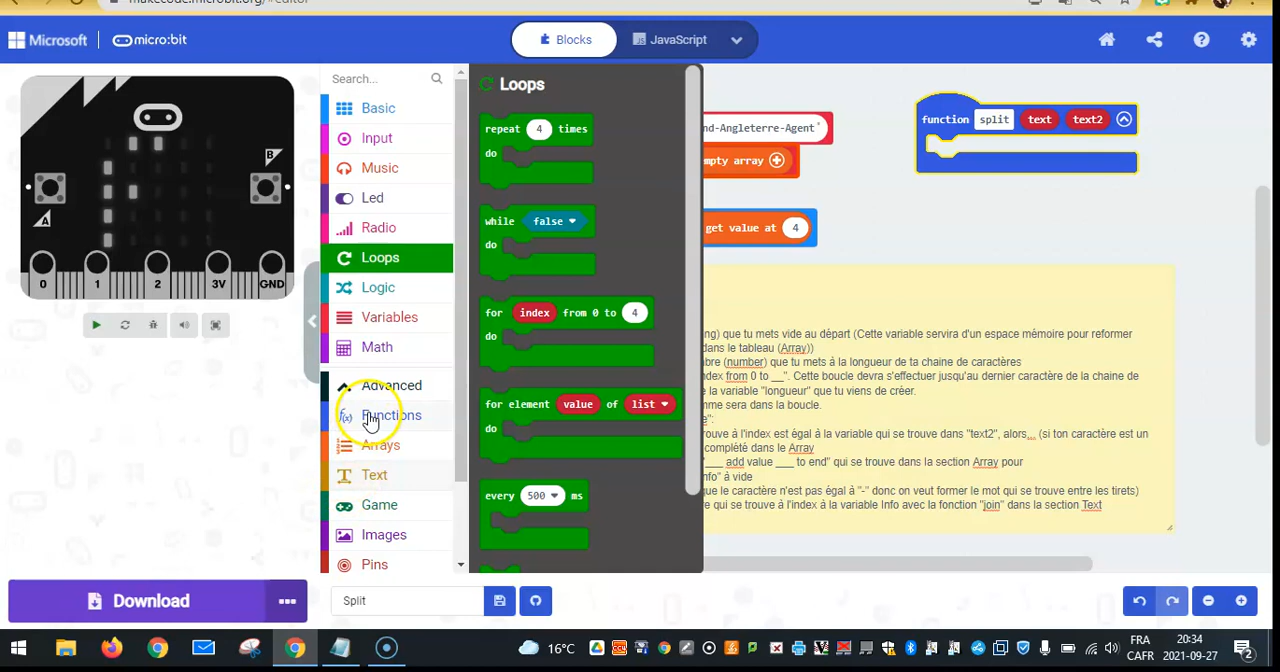 makecode.microbit.org/#editor
Microsoft
micro:bit
Blocks
JavaScript
A
B
0
1
2
3V
GND
Search...
Basic
Input
Music
Led
Radio
Loops
Logic
Variables
Math
Advanced
Functions
Arrays
Text
Game
Images
Pins
Loops
repeat 4 times
do
while false
do
for index from 0 to 4
do
for element value of list
do
every 500 ms
nd-Angleterre-Agent"
empty array
get value at 4
function split text text2
ng) que tu mets vide au départ (Cette variable servira d'un espace mémoire pour reformer
dans le tableau (Array))
bre (number) que tu mets à la longueur de ta chaine de caractères
ndex from 0 to __". Cette boucle devra s'effectuer jusqu'au dernier caractère de la chaine de
e la variable "longueur" que tu viens de créer.
mme sera dans la boucle.
e":
rouve à l'index est égal à la variable qui se trouve dans "text2", alors... (si ton caractère est un
complété dans le Array
"___ add value ___ to end" qui se trouve dans la section Array pour
nfo" à vide
que le caractère n'est pas égal à "-" donc on veut former le mot qui se trouve entre les tirets)
re qui se trouve à l'index à la variable Info avec la fonction "join" dans la section Text
Download
Split
16°C
FRA
CAFR
20:34
2021-09-27
2